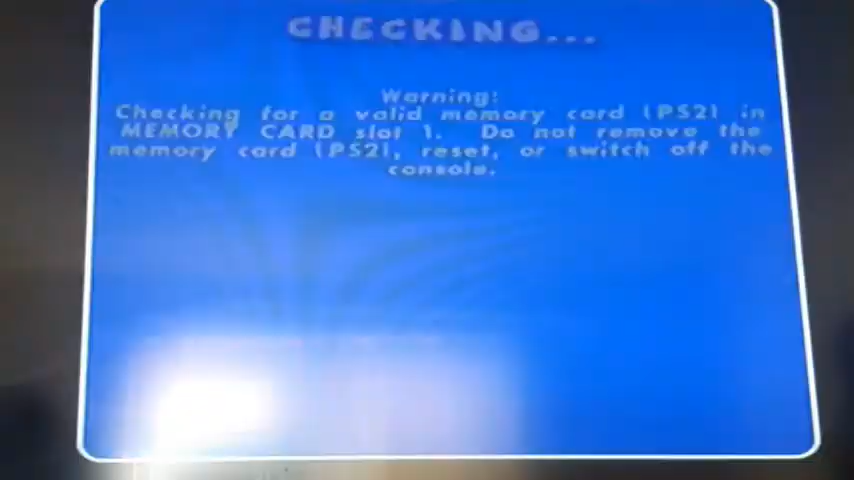 CHECKING...
Warning:
Checking for a valid memory card (PS2) in
MEMORY CARD slot 1. Do not remove the
memory card (PS2), reset, or switch off the
console.